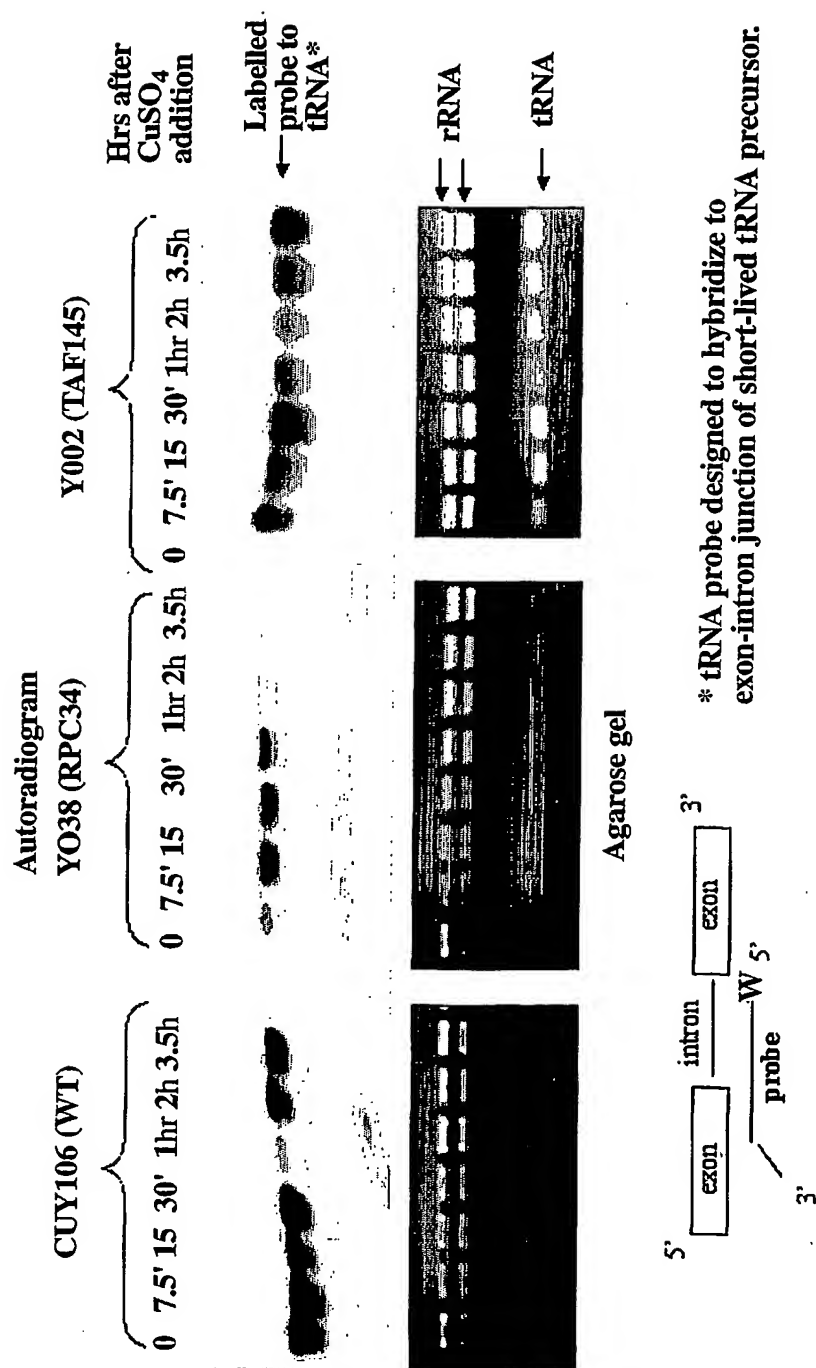 Autoradiogram
CUY106 (WT)
YO38 (RPC34)
Y002 (TAF145)
Hrs after
CuSO4
addition
0 7.5' 15 30' 1hr 2h 3.5h
0 7.5' 15 30' 1hr 2h 3.5h
0 7.5' 15 30' 1hr 2h 3.5h
Labelled
probe to
tRNA*
rRNA
tRNA
Agarose gel
5'
exon
intron
exon
3'
3'
probe
W 5'
* tRNA probe designed to hybridize to
exon-intron junction of short-lived tRNA precursor.